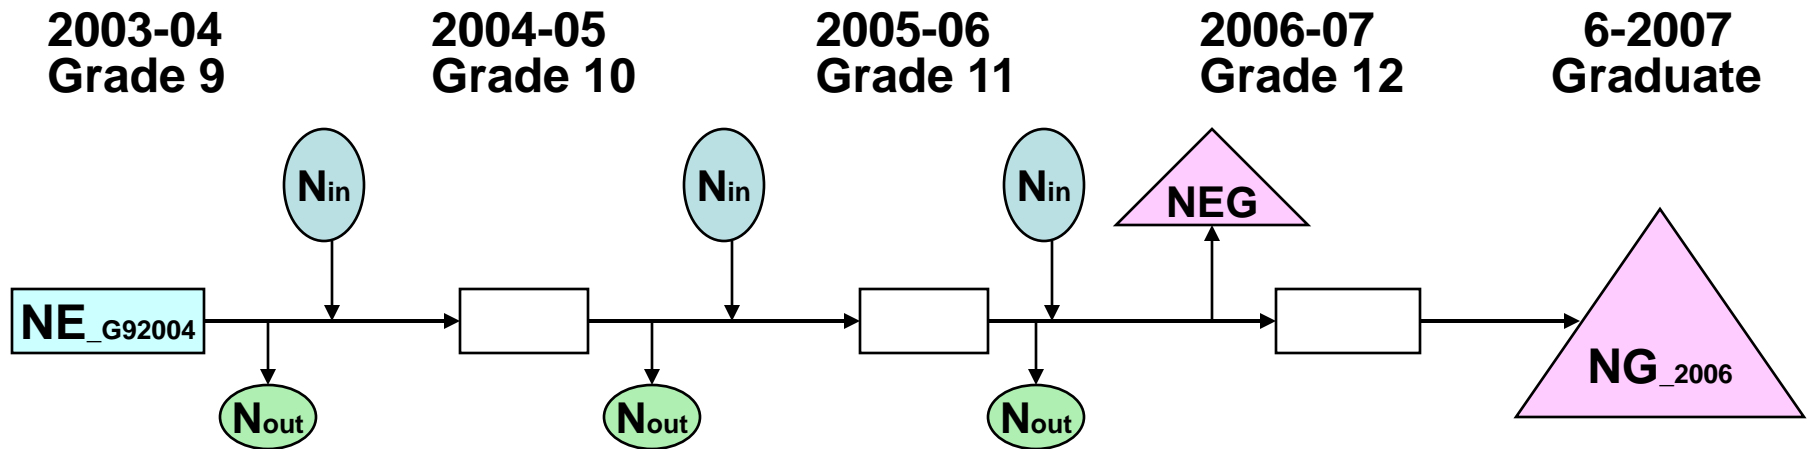 2003-04
Grade 9
2004-05
Grade 10
2005-06
Grade 11
2006-07
Grade 12
6-2007
Graduate
Nin
Nin
Nin
NEG
NE_G92004
NG_2006
Nout
Nout
Nout